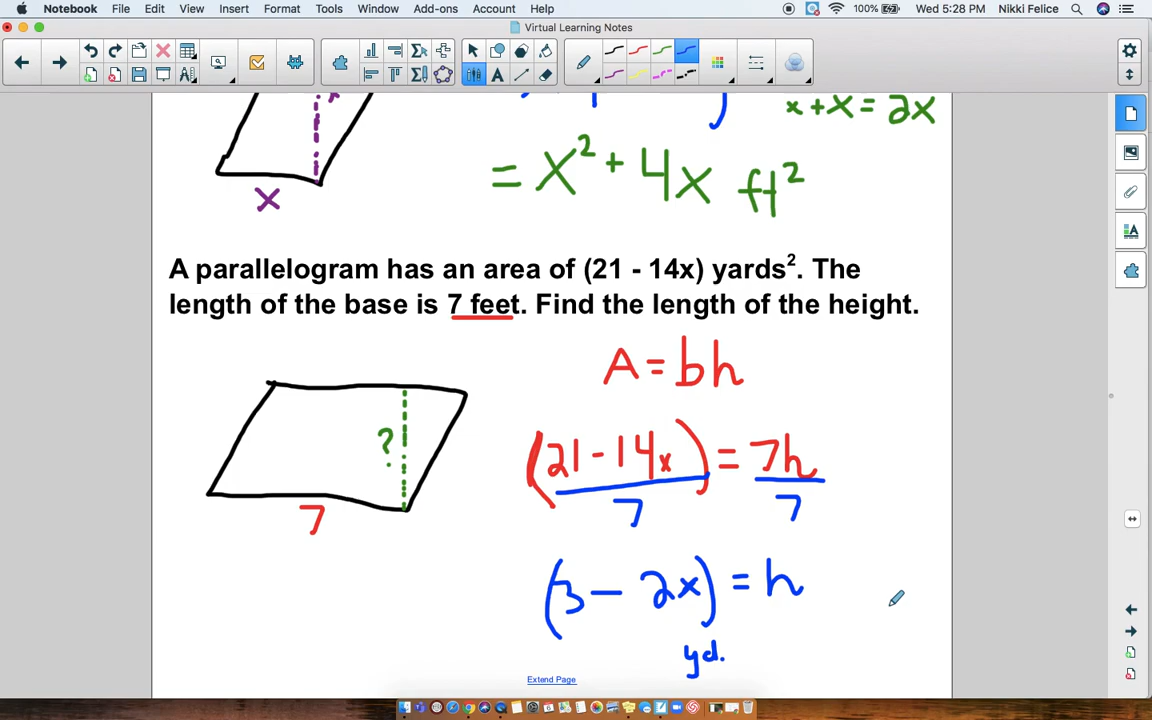 Notebook File Edit View Insert Format Tools Window Add-ons Account Help 100% Wed 5:28 PM Nikki Felice
Virtual Learning Notes
x + x = 2x
x
= x² + 4x ft²
A parallelogram has an area of (21 - 14x) yards². The
length of the base is 7 feet. Find the length of the height.
A = bh
?
(21 - 14x) = 7h
7 7
7
(3 - 2x) = h
yd.
Extend Page